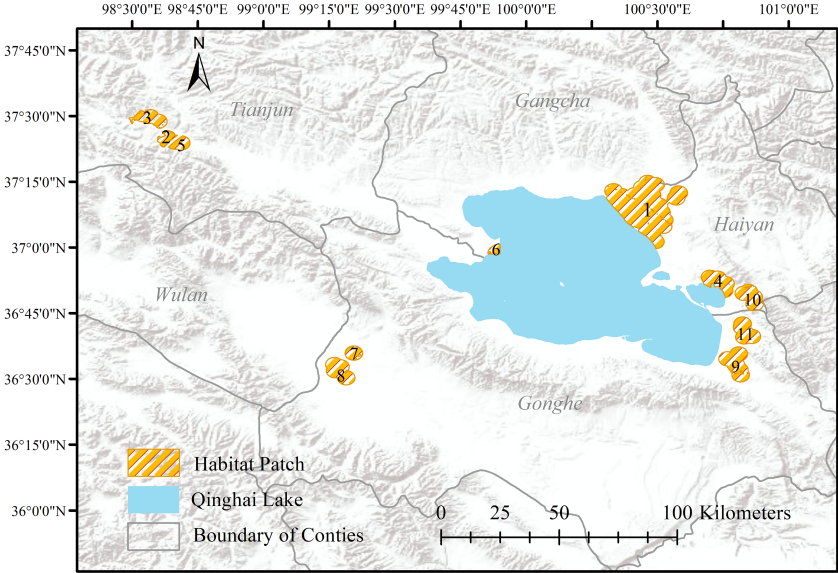 98°30'0"E 98°45'0"E 99°0'0"E 99°15'0"E 99°30'0"E 99°45'0"E 100°0'0"E 100°30'0"E 101°0'0"E
37°45'0"N
N
Gangcha
Tianjun
37°30'0"N
3
2
5
37°15'0"N
1
Haiyan
37°0'0"N
6
4
Wulan
10
36°45'0"N
11
7
9
36°30'0"N
8
Gonghe
36°15'0"N
Habitat Patch
Qinghai Lake
36°0'0"N
0 25 50 100 Kilometers
Boundary of Conties